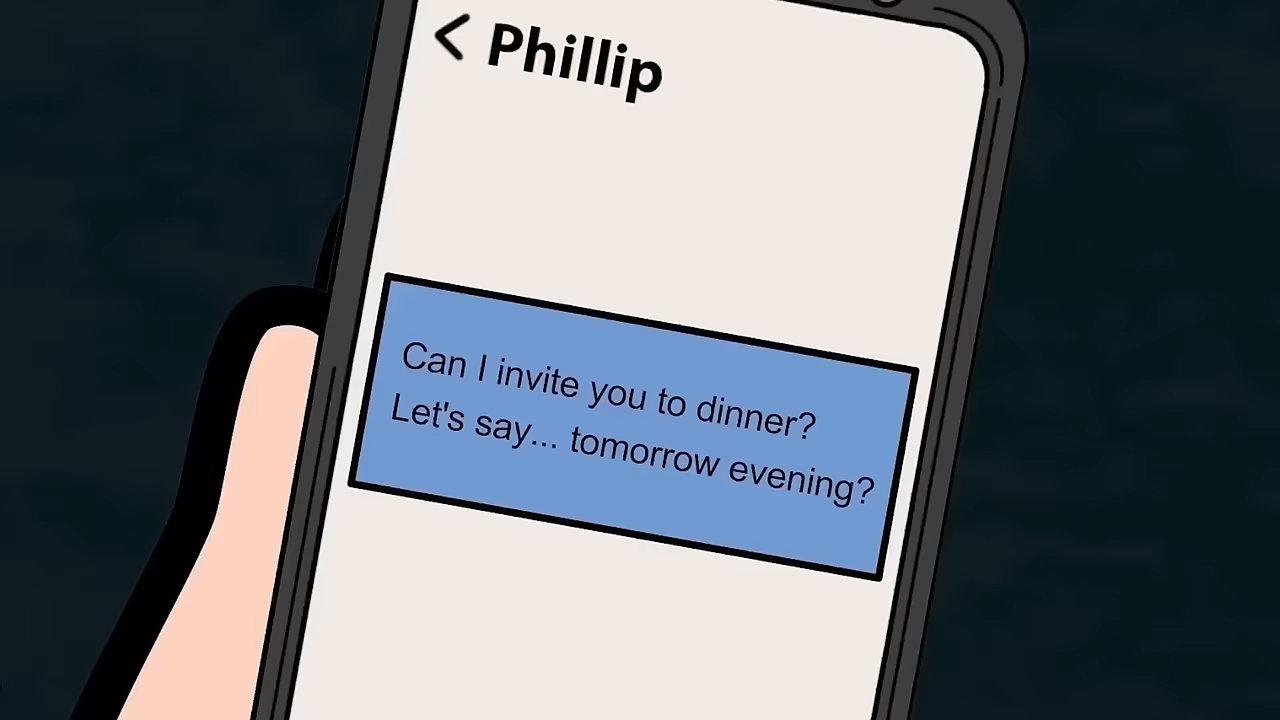 Phillip
Can I invite you to dinner?
Let's say... tomorrow evening?